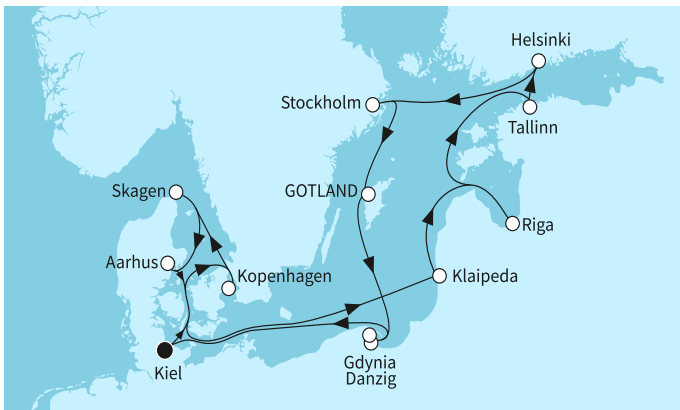 Helsinki
Stockholm
Tallinn
Skagen
GOTLAND
Riga
Aarhus
Kopenhagen
Klaipeda
Gdynia
Danzig
Kiel